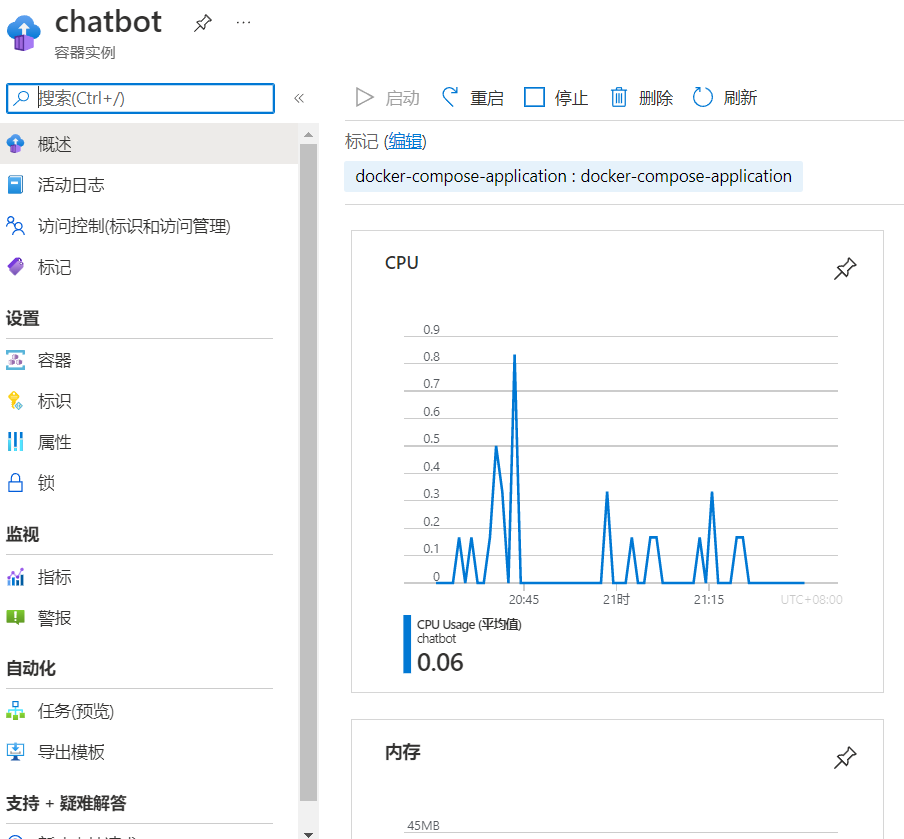 chatbot
容器实例
搜索(Ctrl+/)
概述
活动日志
访问控制(标识和访问管理)
标记
设置
容器
标识
属性
锁
监视
指标
警报
自动化
任务(预览)
导出模板
支持 + 疑难解答
启动 重启 停止 删除 刷新
标记 (编辑)
docker-compose-application : docker-compose-application
CPU
0.9
0.8
0.7
0.6
0.5
0.4
0.3
0.2
0.1
0
20:45 21时 21:15 UTC+08:00
CPU Usage (平均值)
chatbot
0.06
内存
45MB